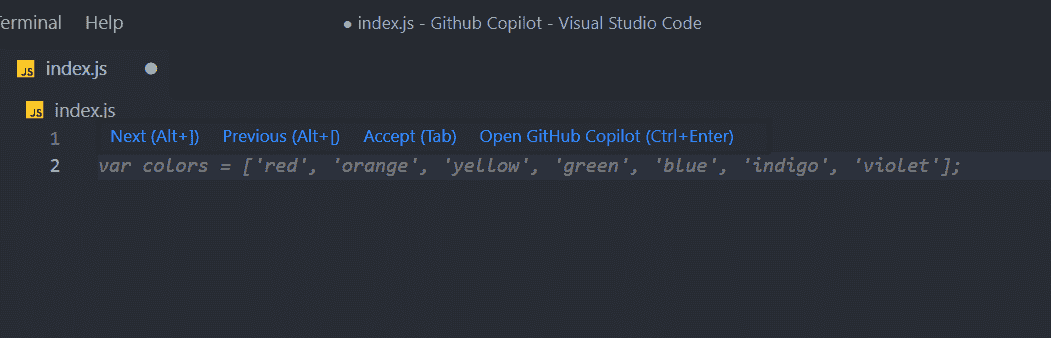 Terminal Help ● index.js - Github Copilot - Visual Studio Code
JS index.js ●
JS index.js
1 Next (Alt+]) Previous (Alt+[) Accept (Tab) Open GitHub Copilot (Ctrl+Enter)
2 var colors = ['red', 'orange', 'yellow', 'green', 'blue', 'indigo', 'violet'];